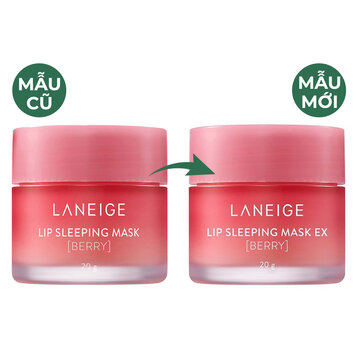 MẪU
CŨ
MẪU
MỚI
LANEIGE
LIP SLEEPING MASK
[BERRY]
20 g
LANEIGE
LIP SLEEPING MASK EX
[BERRY]
20 g